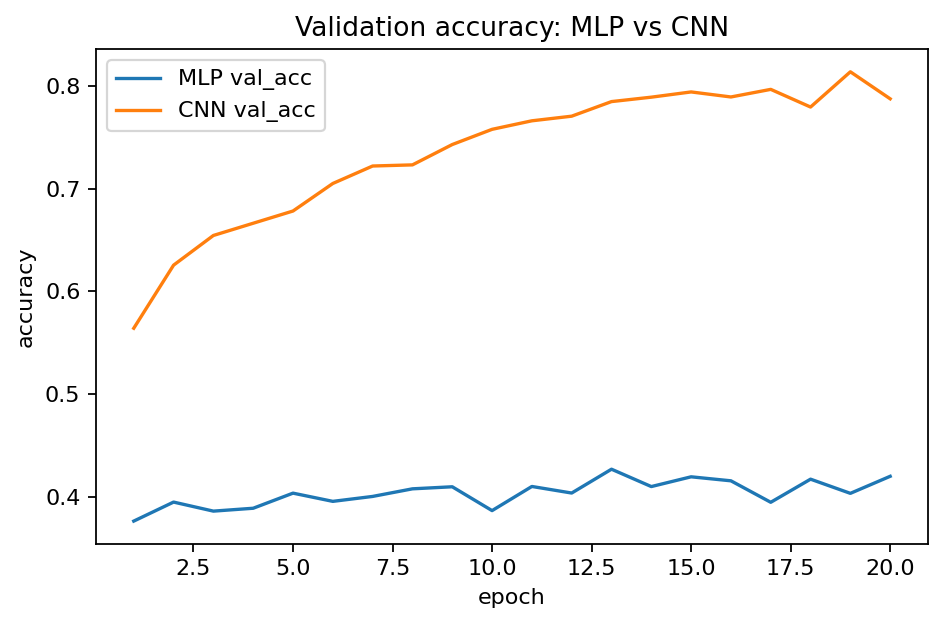 Validation accuracy: MLP vs CNN
MLP val_acc
CNN val_acc
0.8
0.7
0.6
0.5
0.4
accuracy
2.5 5.0 7.5 10.0 12.5 15.0 17.5 20.0
epoch